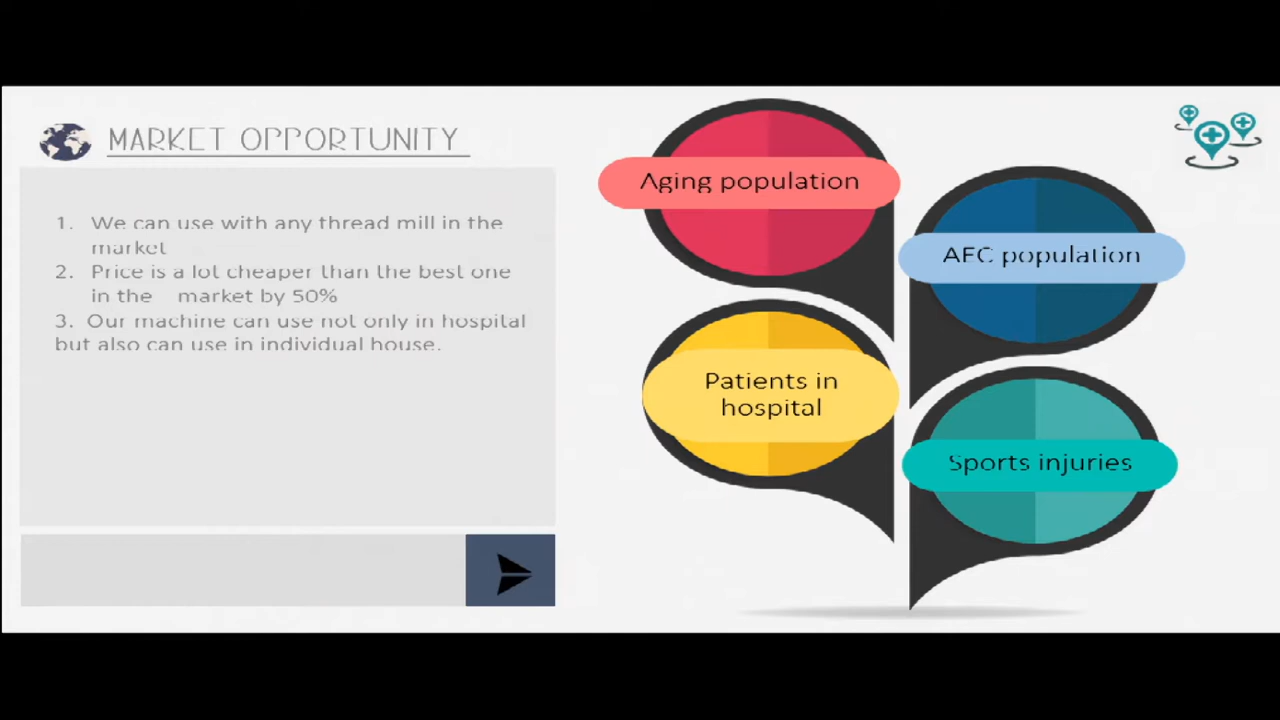 MARKET OPPORTUNITY
1. We can use with any thread mill in the
market
2. Price is a lot cheaper than the best one
in the market by 50%
3. Our machine can use not only in hospital
but also can use in individual house.
Aging population
AEC population
Patients in
hospital
Sports injuries